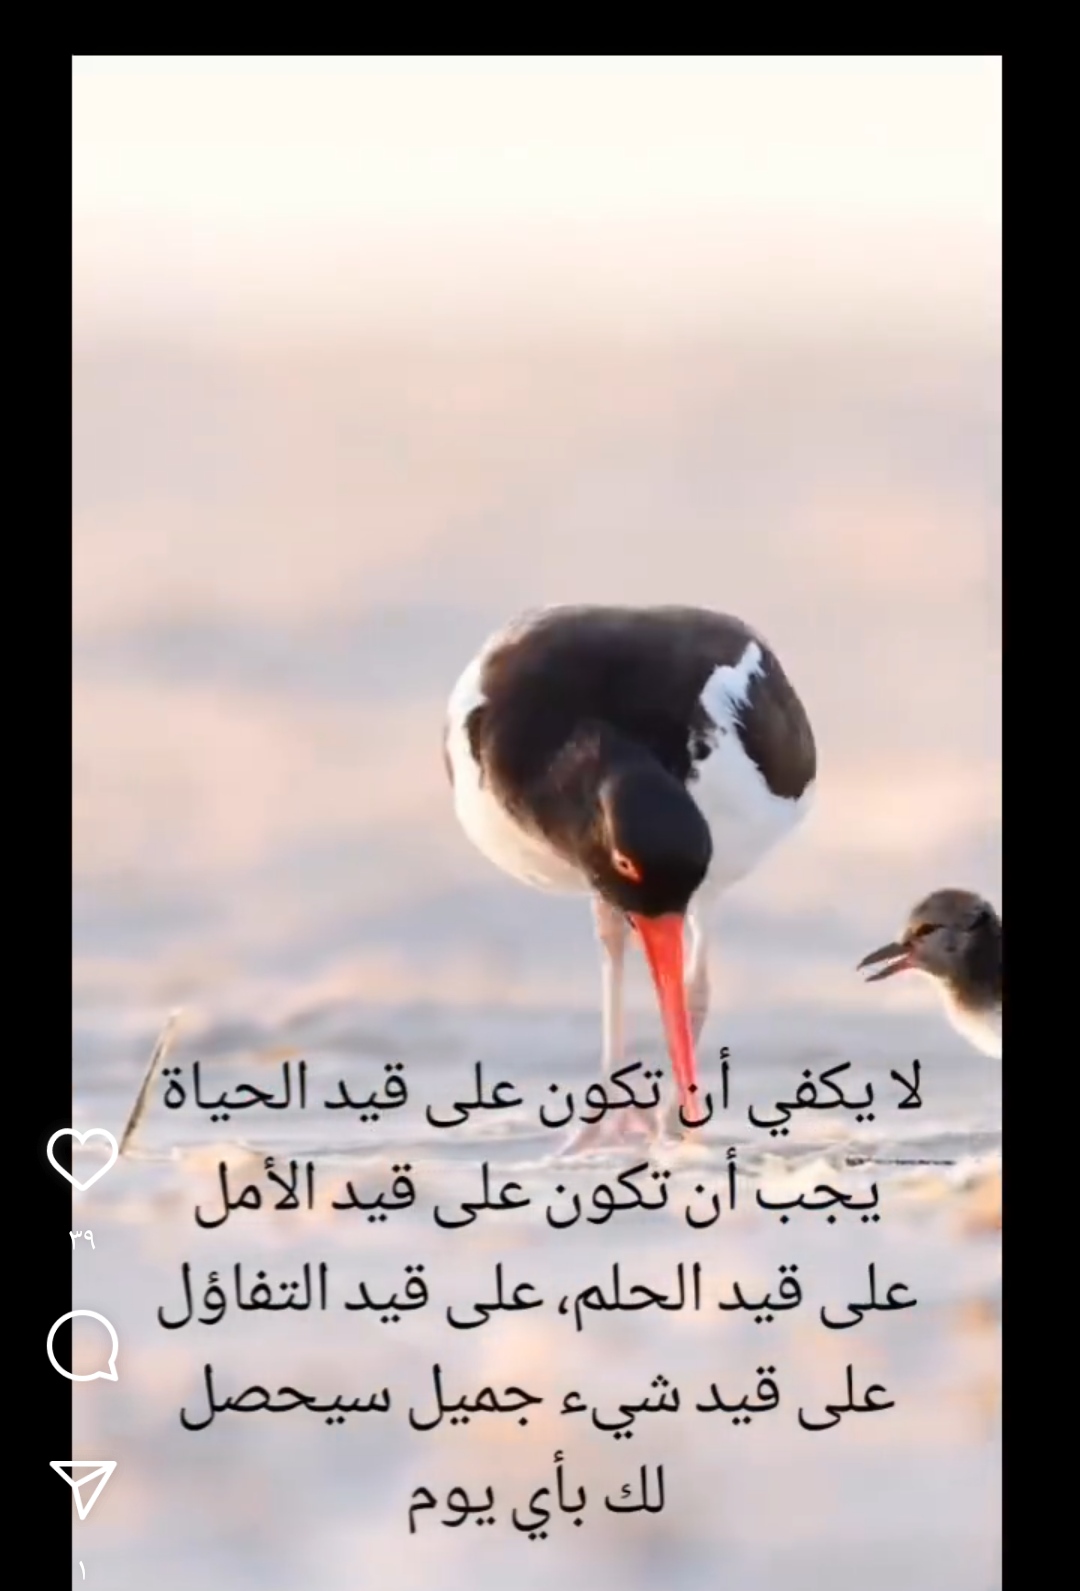 لا يكفي أن تكون على قيد الحياة
يجب أن تكون على قيد الأمل
على قيد الحلم، على قيد التفاؤل
على قيد شيء جميل سيحصل
لك بأي يوم
٣٩
١